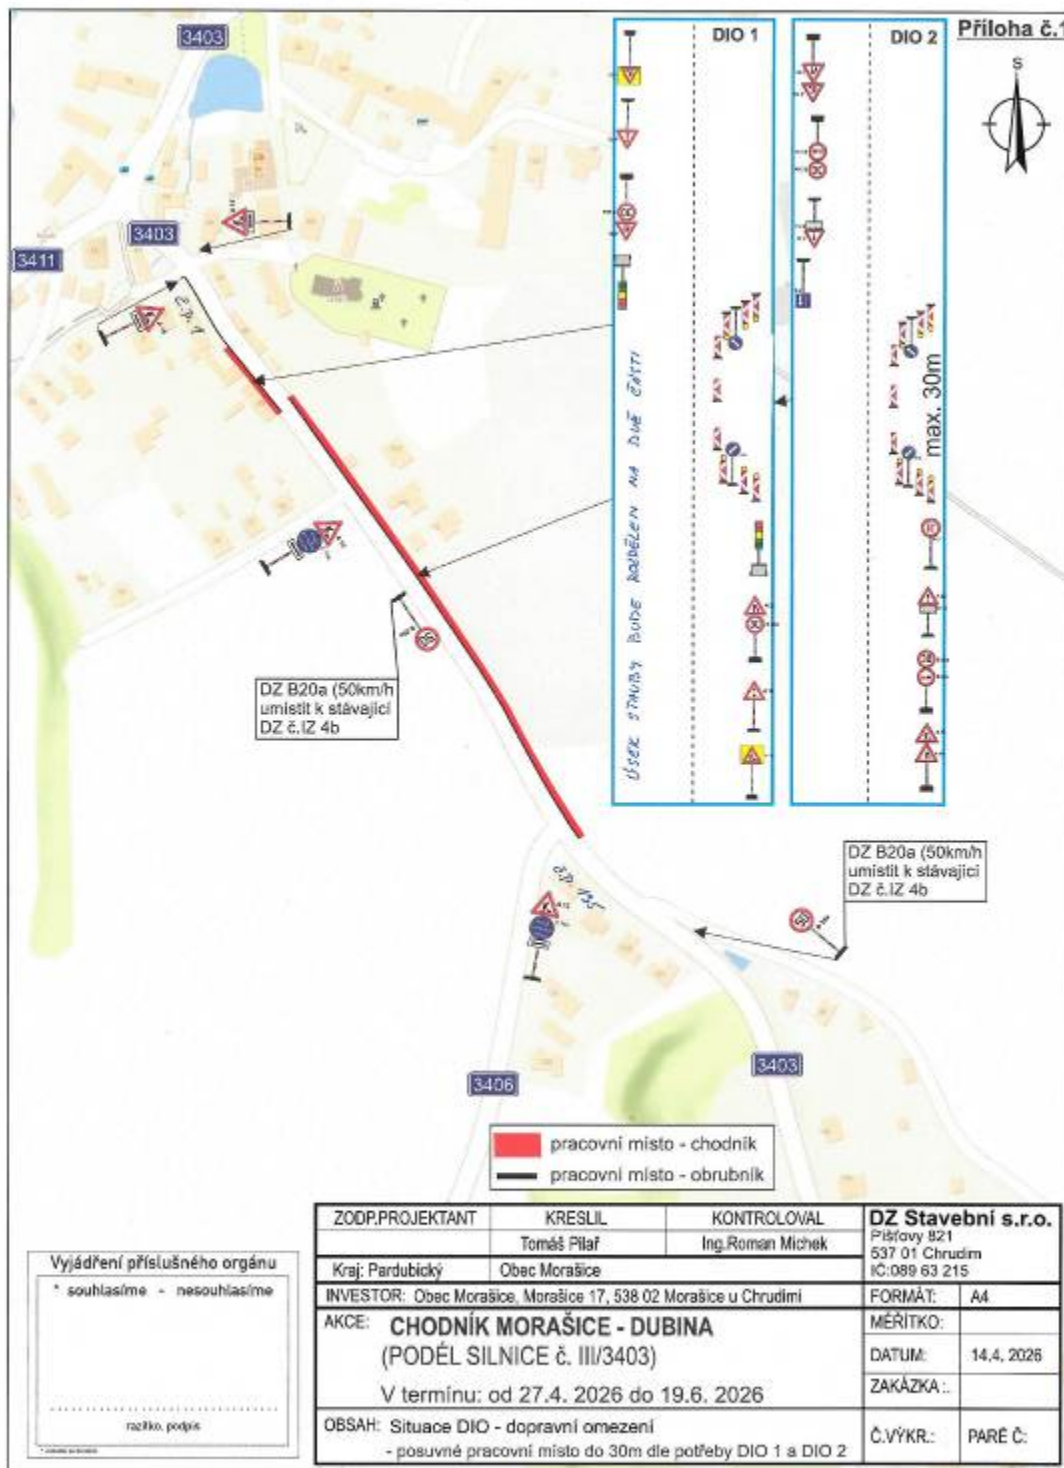 Příloha č.1
3403
DIO 1
DIO 2
S
3403
3411
č.p. 1
max. 30m
ÚSEK STAVBY BUDE ROZDĚLEN NA DVĚ ČÁSTI
DZ B20a (50km/h
umístit k stávající
DZ č.IZ 4b
DZ B20a (50km/h
umístit k stávající
DZ č.IZ 4b
č.p. 195
3403
3406
pracovní místo - chodník
pracovní místo - obrubník
Vyjádření příslušného orgánu
* souhlasíme - nesouhlasíme
razítko, podpis
ZODP.PROJEKTANT KRESLIL KONTROLOVAL
Tomáš Pilař Ing.Roman Michek
Kraj: Pardubický Obec Morašice
DZ Stavební s.r.o.
Píšťovy 821
537 01 Chrudim
IČ:089 63 215
INVESTOR: Obec Morašice, Morašice 17, 538 02 Morašice u Chrudimi
FORMÁT: A4
AKCE: CHODNÍK MORAŠICE - DUBINA
(PODÉL SILNICE č. III/3403)
V termínu: od 27.4. 2026 do 19.6. 2026
MĚŘÍTKO:
DATUM: 14.4. 2026
ZAKÁZKA :.
OBSAH: Situace DIO - dopravní omezení
- posuvné pracovní místo do 30m dle potřeby DIO 1 a DIO 2
Č.VÝKR.: PARÉ Č: